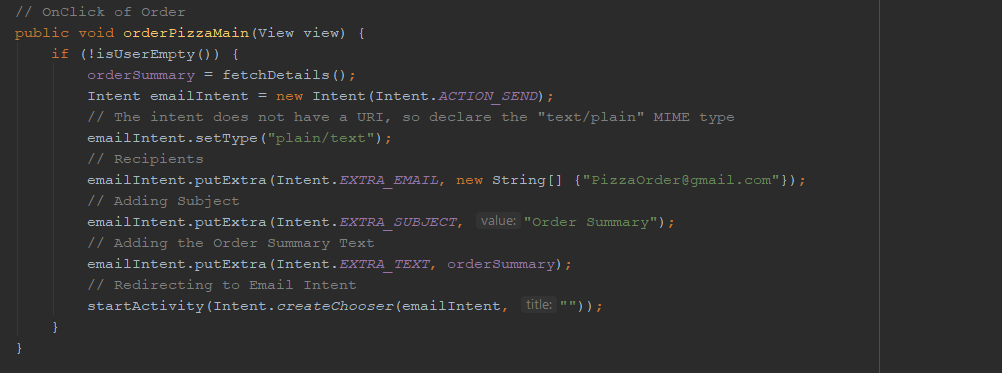 // OnClick of Order
public void orderPizzaMain(View view) {
if (!isUserEmpty()) {
orderSummary = fetchDetails();
Intent emailIntent = new Intent(Intent.ACTION_SEND);
// The intent does not have a URI, so declare the "text/plain" MIME type
emailIntent.setType("plain/text");
// Recipients
emailIntent.putExtra(Intent.EXTRA_EMAIL, new String[] {"PizzaOrder@gmail.com"});
// Adding Subject
emailIntent.putExtra(Intent.EXTRA_SUBJECT, value: "Order Summary");
// Adding the Order Summary Text
emailIntent.putExtra(Intent.EXTRA_TEXT, orderSummary);
// Redirecting to Email Intent
startActivity(Intent.createChooser(emailIntent, title: ""));
}
}